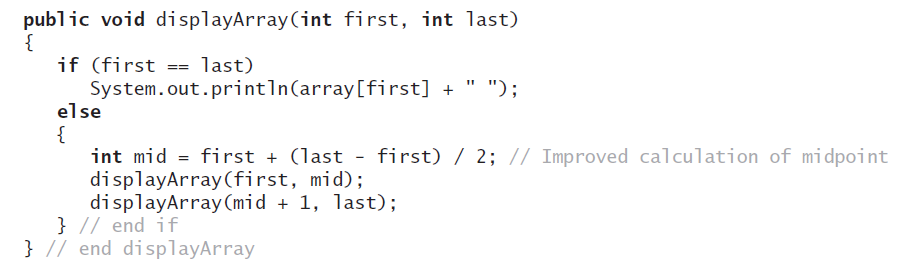 public void displayArray(int first, int last)
{
   if (first == last)
      System.out.println(array[first] + " ");
   else
   {
      int mid = first + (last - first) / 2; // Improved calculation of midpoint
      displayArray(first, mid);
      displayArray(mid + 1, last);
   } // end if
} // end displayArray